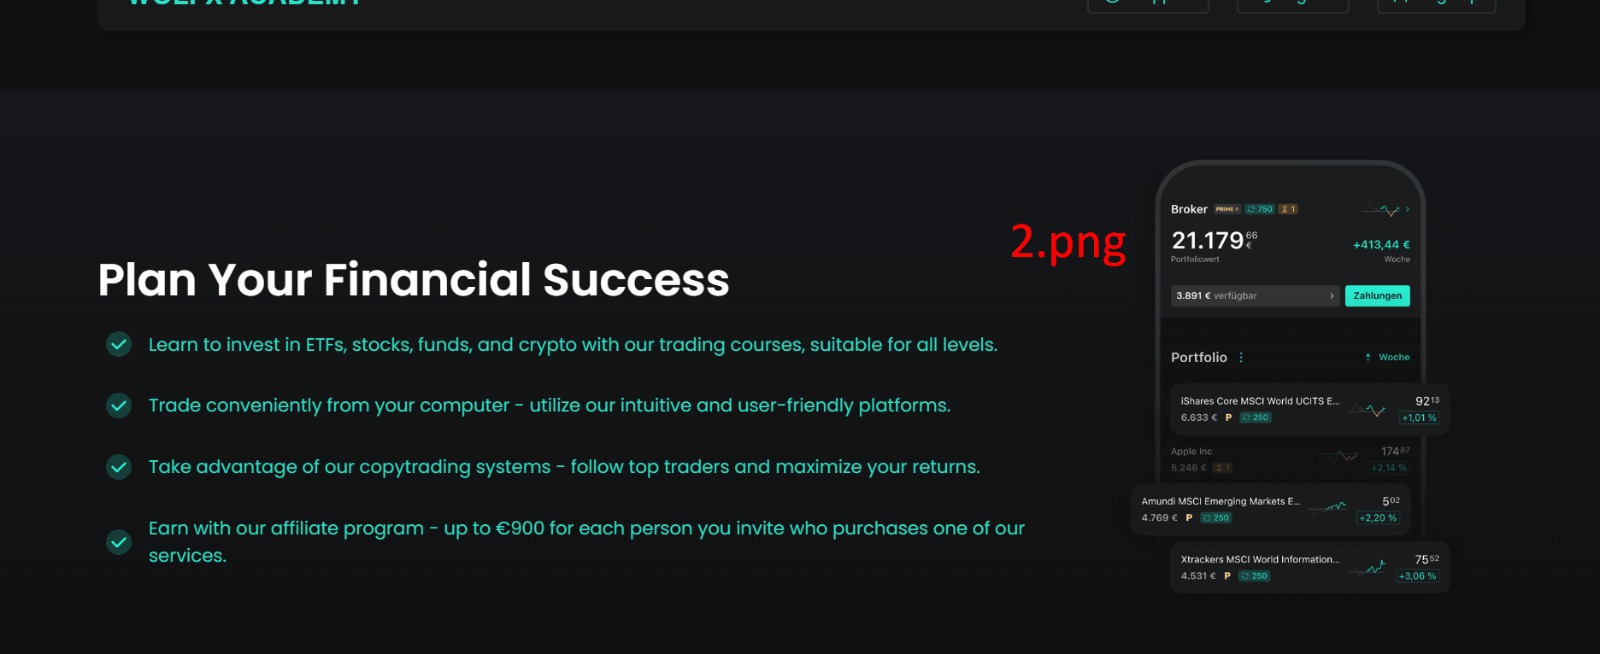 WOLFX ACADEMY
2.png
Plan Your Financial Success
Learn to invest in ETFs, stocks, funds, and crypto with our trading courses, suitable for all levels.
Trade conveniently from your computer - utilize our intuitive and user-friendly platforms.
Take advantage of our copytrading systems - follow top traders and maximize your returns.
Earn with our affiliate program - up to €900 for each person you invite who purchases one of our
services.
Broker PRIME+ 750 1
21.179 66 €
+413,44 €
Portfoliowert
Woche
3.891 € verfügbar
Zahlungen
Portfolio
Woche
iShares Core MSCI World UCITS E... 92 13
6.633 € P 250 +1,01 %
Apple Inc 174 87
5.246 € 1 +2,14 %
Amundi MSCI Emerging Markets E... 5 02
4.769 € P 250 +2,20 %
Xtrackers MSCI World Information... 75 52
4.531 € P 250 +3,06 %